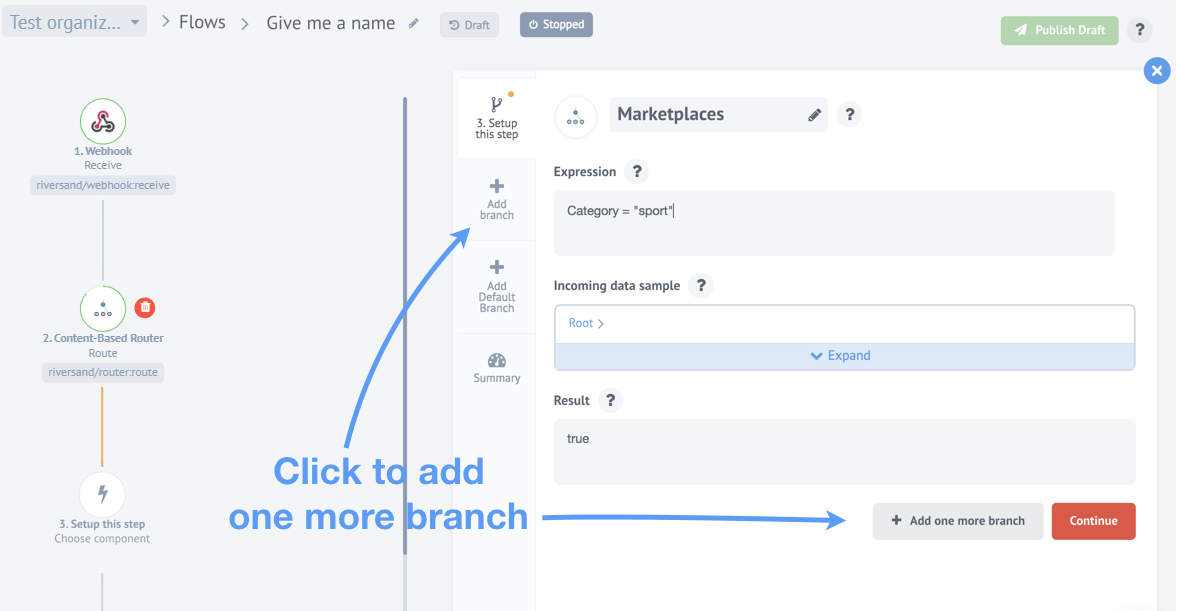 Test organiz...
Flows
Give me a name
Draft
Stopped
Publish Draft
?
1. Webhook
Receive
riversand/webhook:receive
2. Content-Based Router
Route
riversand/router:route
3. Setup this step
Choose component
3. Setup
this step
Add
branch
Add
Default
Branch
Summary
Marketplaces
?
Expression
?
Category = "sport"
Incoming data sample
?
Root >
Expand
Result
?
true
Add one more branch
Continue
Click to add
one more branch